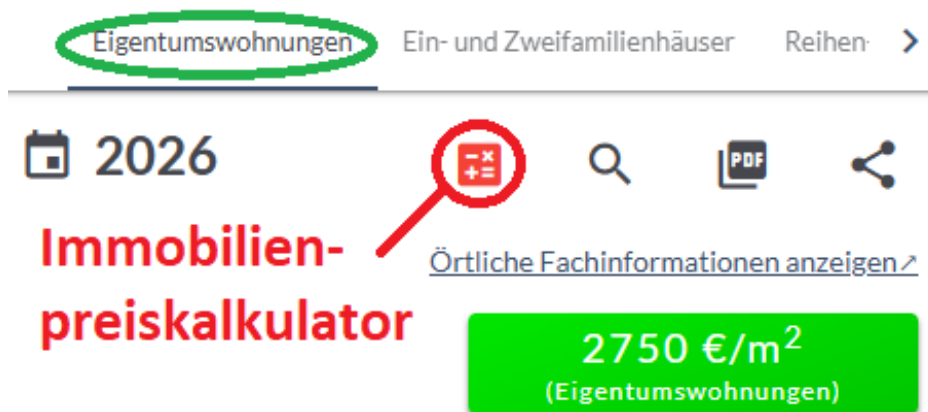 Eigentumswohnungen Ein- und Zweifamilienhäuser Reihen-
2026
PDF
Immobilien-
preiskalkulator
Örtliche Fachinformationen anzeigen↗
2750 €/m²
(Eigentumswohnungen)